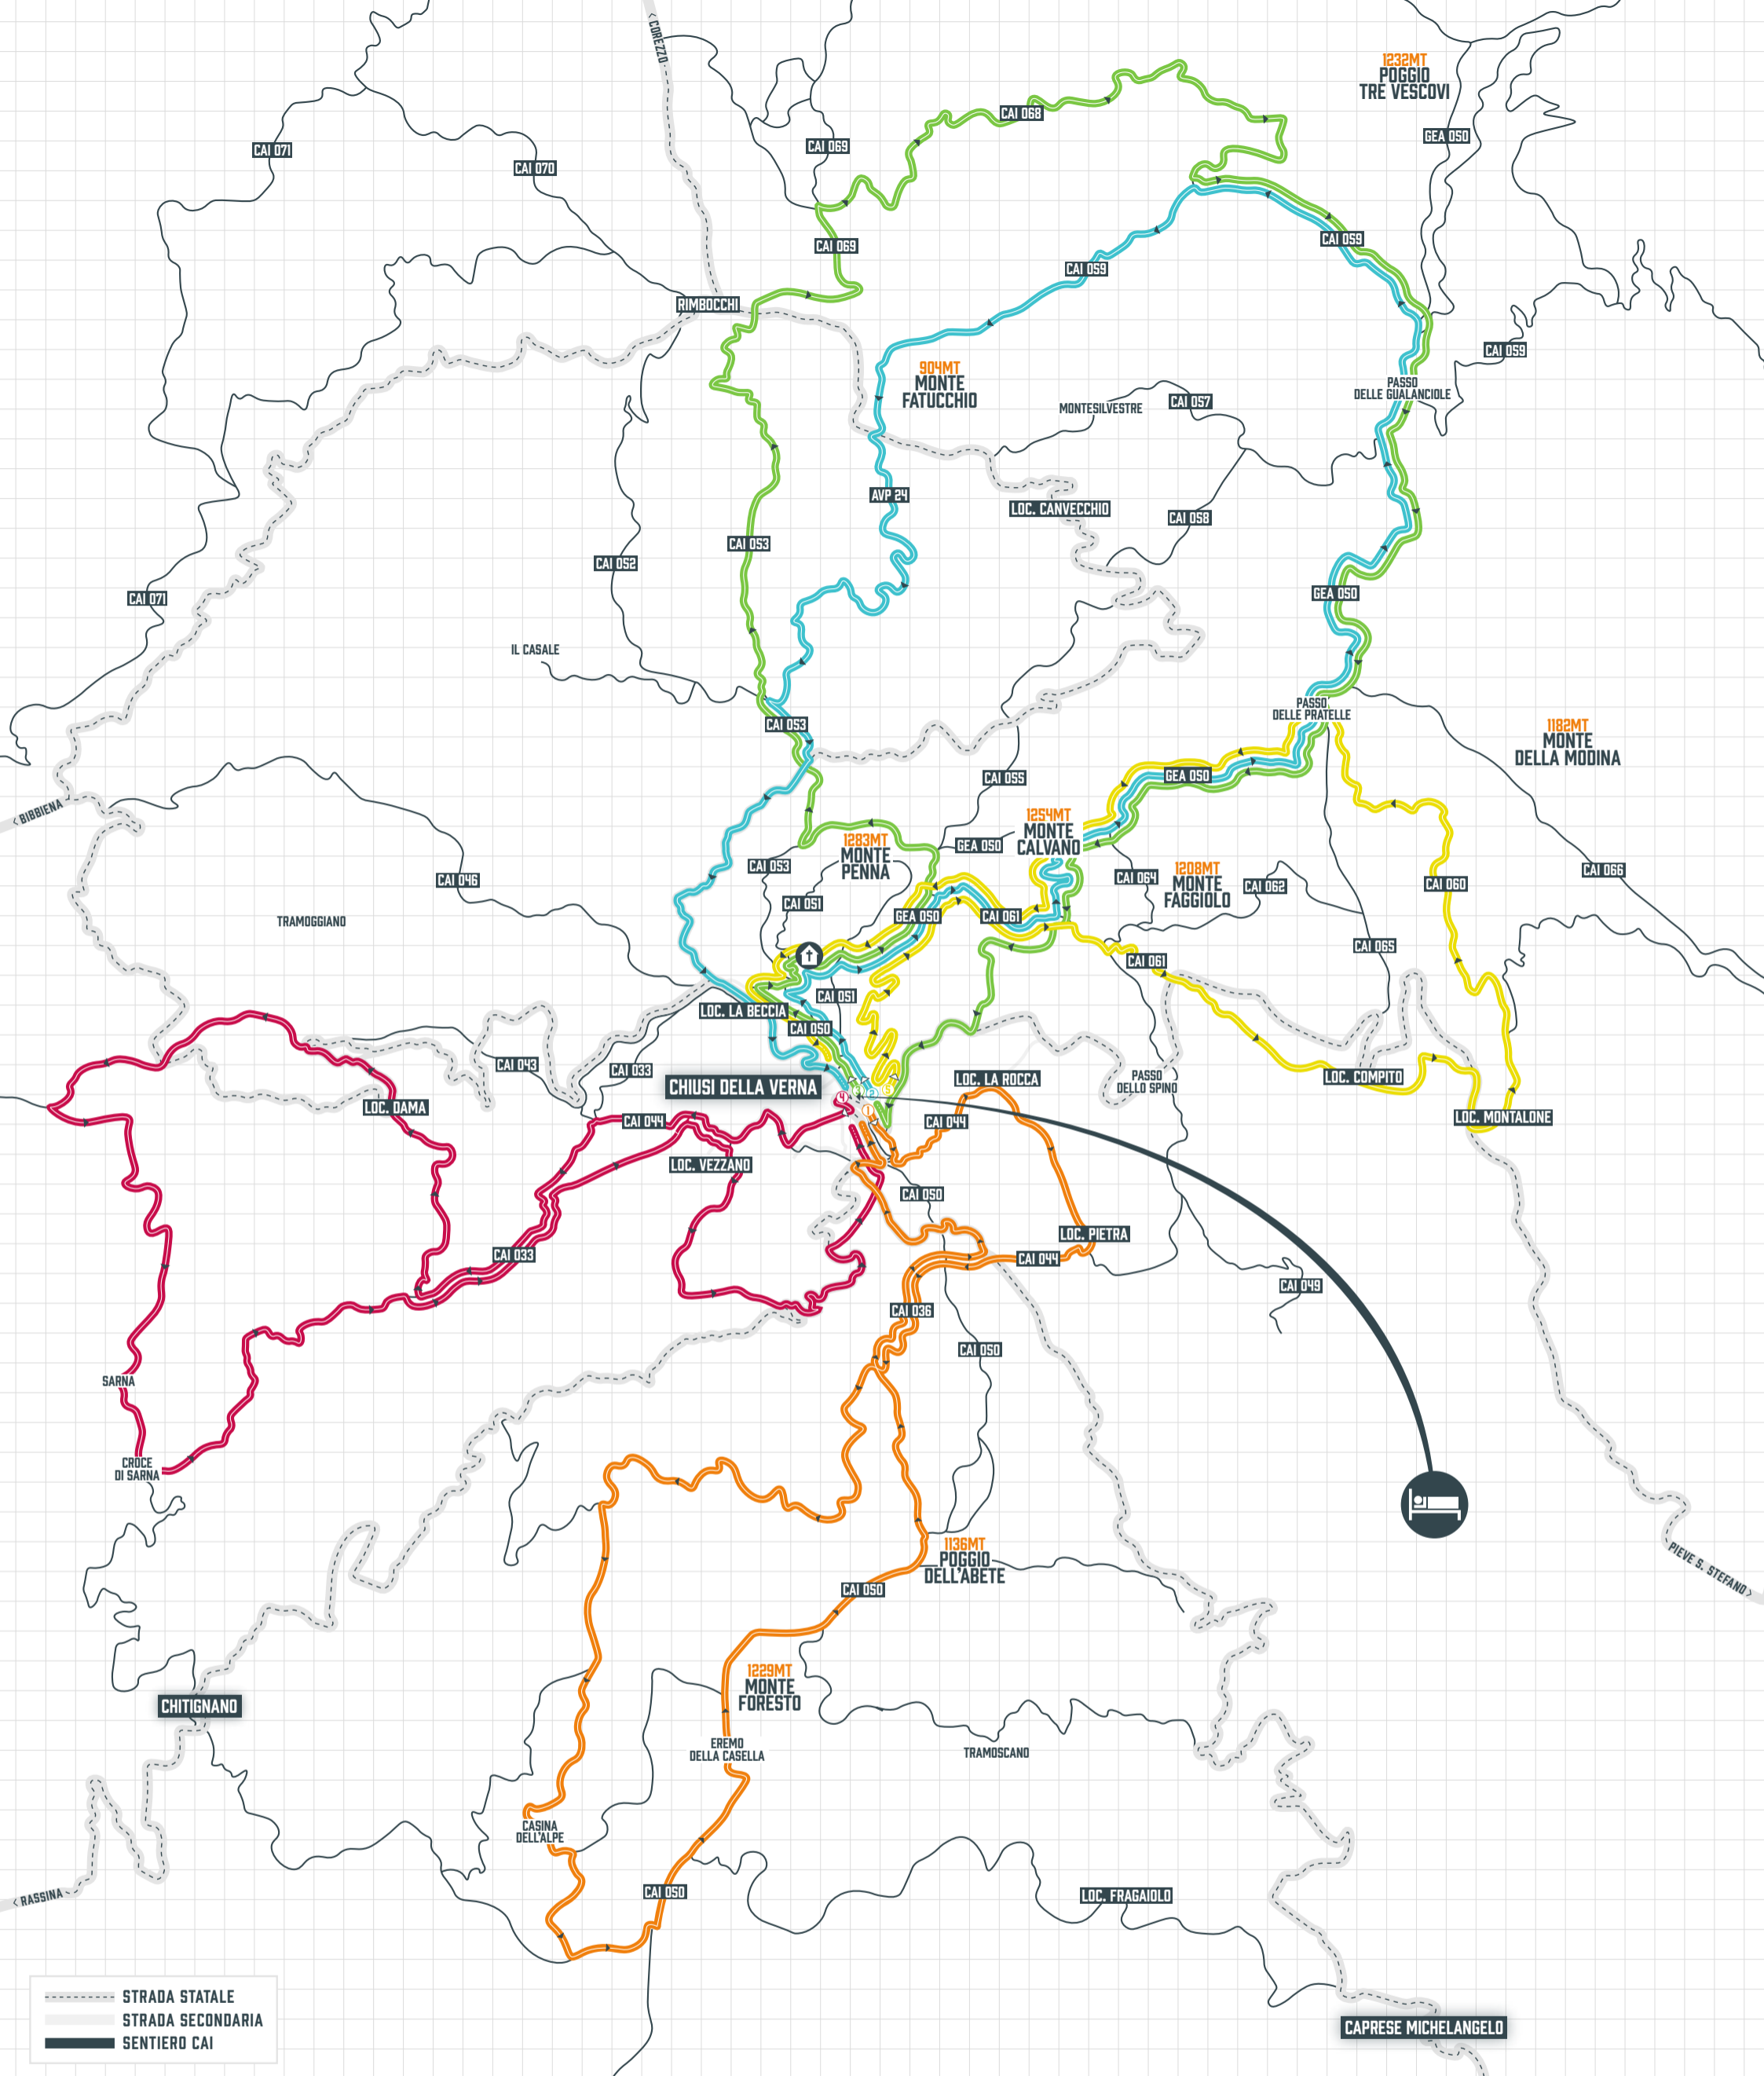 < COREZZO
1232MT
POGGIO
TRE VESCOVI
CAI 068
GEA 050
CAI 071
CAI 069
CAI 070
CAI 069
CAI 059
CAI 059
RIMBOCCHI
CAI 059
904MT
MONTE
FATUCCHIO
PASSO
DELLE GUALANCIOLE
MONTESILVESTRE
CAI 057
AVP 24
LOC. CANVECCHIO
CAI 058
CAI 053
CAI 052
GEA 050
CAI 071
IL CASALE
PASSO
DELLE PRATELLE
CAI 053
1182MT
MONTE
DELLA MODINA
GEA 050
CAI 055
< BIBBIENA
1254MT
MONTE
CALVANO
1283MT
MONTE
PENNA
GEA 050
CAI 053
CAI 064
1208MT
MONTE
FAGGIOLO
CAI 062
CAI 060
CAI 066
CAI 046
CAI 051
TRAMOGGIANO
GEA 050
CAI 061
CAI 065
CAI 061
CAI 051
LOC. LA BECCIA
CAI 050
CAI 043
CAI 033
CHIUSI DELLA VERNA
LOC. LA ROCCA
PASSO
DELLO SPINO
LOC. COMPITO
LOC. DAMA
4
3
2
5
1
CAI 044
CAI 044
LOC. MONTALONE
LOC. VEZZANO
CAI 050
LOC. PIETRA
CAI 033
CAI 044
CAI 049
CAI 036
CAI 050
SARNA
CROCE
DI SARNA
1136MT
POGGIO
DELL'ABETE
PIEVE S. STEFANO >
CAI 050
1229MT
MONTE
FORESTO
CHITIGNANO
EREMO
DELLA CASELLA
TRAMOSCANO
CASINA
DELL'ALPE
CAI 050
LOC. FRAGAIOLO
< RASSINA
STRADA STATALE
STRADA SECONDARIA
SENTIERO CAI
CAPRESE MICHELANGELO